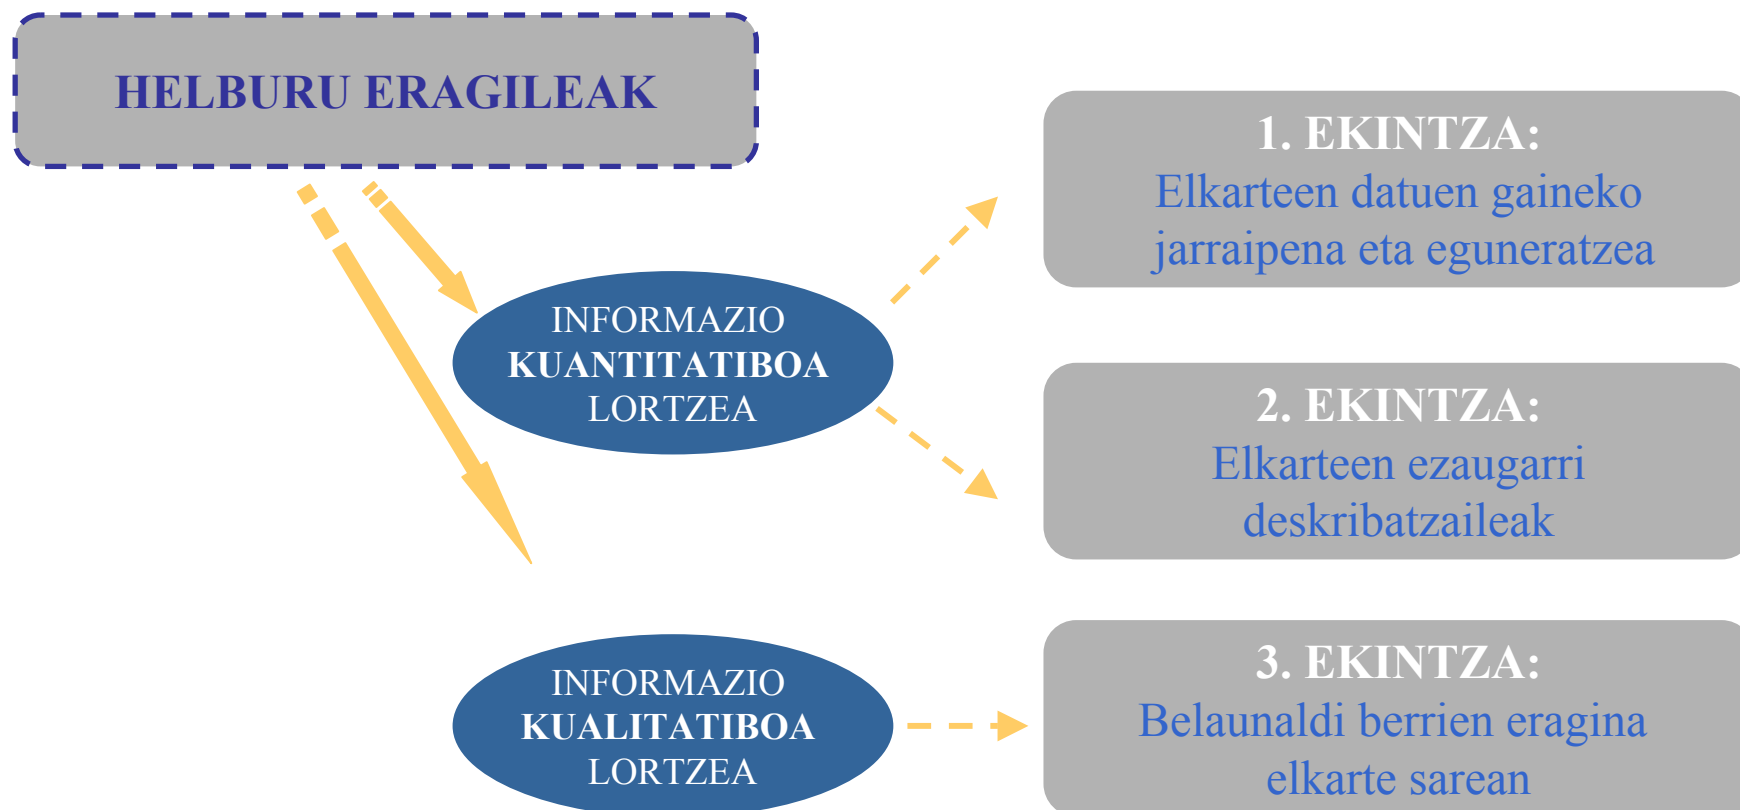 HELBURU ERAGILEAK
1. EKINTZA:
Elkarteen datuen gaineko
jarraipena eta eguneratzea
INFORMAZIO
KUANTITATIBOA
LORTZEA
2. EKINTZA:
Elkarteen ezaugarri
deskribatzaileak
INFORMAZIO
KUALITATIBOA
LORTZEA
3. EKINTZA:
Belaunaldi berrien eragina
elkarte sarean